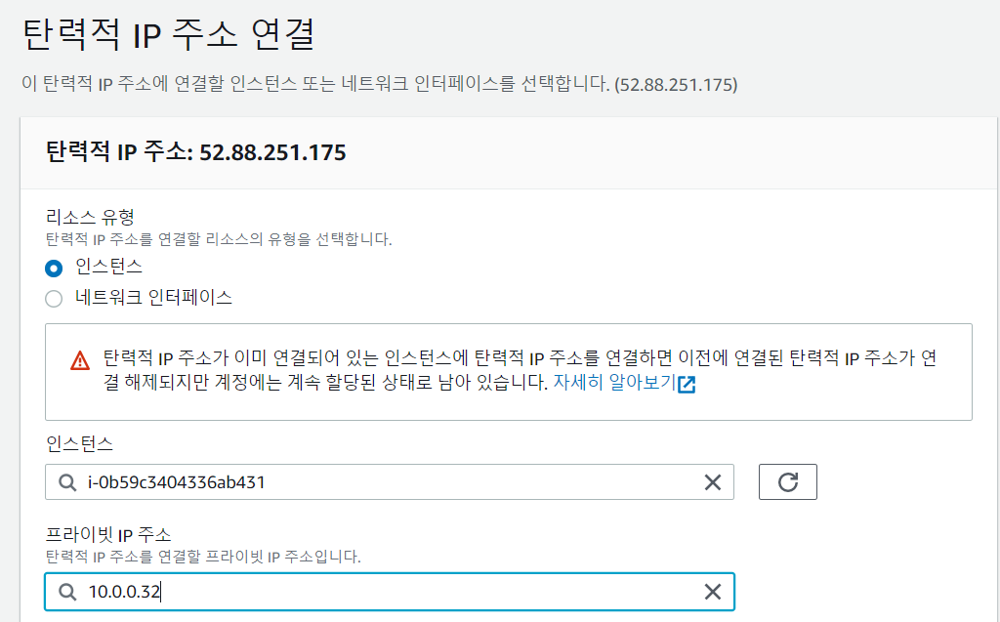 탄력적 IP 주소 연결
이 탄력적 IP 주소에 연결할 인스턴스 또는 네트워크 인터페이스를 선택합니다. (52.88.251.175)
탄력적 IP 주소: 52.88.251.175
리소스 유형
탄력적 IP 주소를 연결할 리소스의 유형을 선택합니다.
인스턴스
네트워크 인터페이스
탄력적 IP 주소가 이미 연결되어 있는 인스턴스에 탄력적 IP 주소를 연결하면 이전에 연결된 탄력적 IP 주소가 연
결 해제되지만 계정에는 계속 할당된 상태로 남아 있습니다. 자세히 알아보기
인스턴스
i-0b59c3404336ab431
프라이빗 IP 주소
탄력적 IP 주소를 연결할 프라이빗 IP 주소입니다.
10.0.0.32